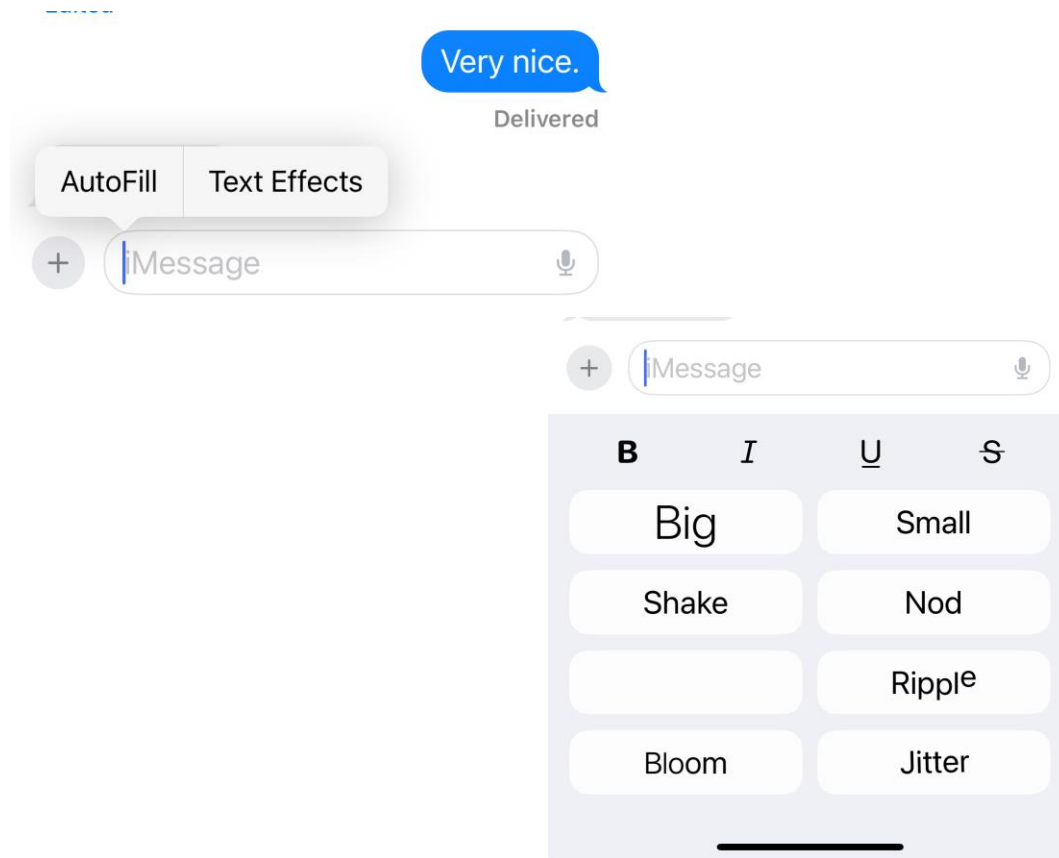 Very nice.
Delivered
AutoFill Text Effects
iMessage
iMessage
B I U S
Big Small
Shake Nod
Ripple
Bloom Jitter